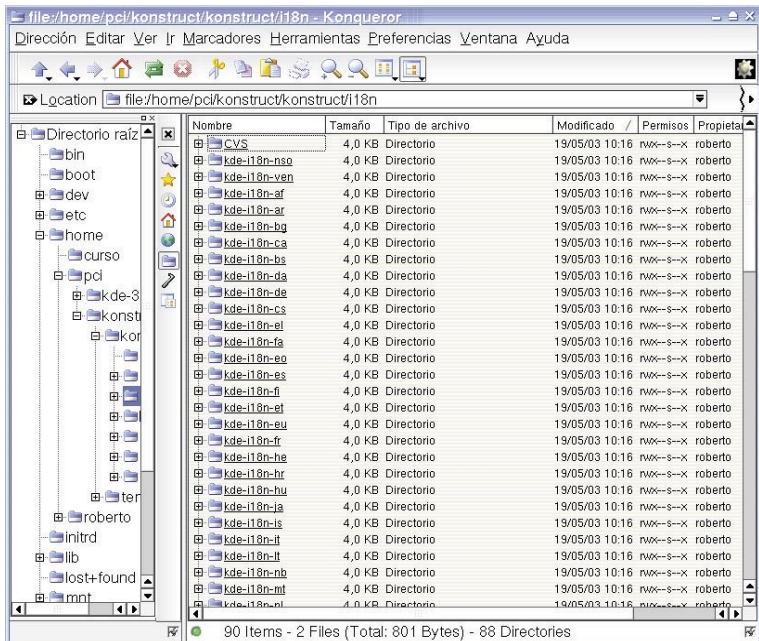 file:/home/pci/konstruct/konstruct/i18n - Konqueror
Dirección Editar Ver Ir Marcadores Herramientas Preferencias Ventana Ayuda
Location file:/home/pci/konstruct/konstruct/i18n
Directorio raíz
bin
boot
dev
etc
home
curso
pci
kde-3
konstr
kor
ter
roberto
initrd
lib
lost+found
mnt
Nombre Tamaño Tipo de archivo Modificado / Permisos Propieta
CVS 4,0 KB Directorio 19/05/03 10:16 rwx--s--x roberto
kde-i18n-nso 4,0 KB Directorio 19/05/03 10:16 rwx--s--x roberto
kde-i18n-ven 4,0 KB Directorio 19/05/03 10:16 rwx--s--x roberto
kde-i18n-af 4,0 KB Directorio 19/05/03 10:16 rwx--s--x roberto
kde-i18n-ar 4,0 KB Directorio 19/05/03 10:16 rwx--s--x roberto
kde-i18n-bg 4,0 KB Directorio 19/05/03 10:16 rwx--s--x roberto
kde-i18n-ca 4,0 KB Directorio 19/05/03 10:16 rwx--s--x roberto
kde-i18n-bs 4,0 KB Directorio 19/05/03 10:16 rwx--s--x roberto
kde-i18n-da 4,0 KB Directorio 19/05/03 10:16 rwx--s--x roberto
kde-i18n-de 4,0 KB Directorio 19/05/03 10:16 rwx--s--x roberto
kde-i18n-cs 4,0 KB Directorio 19/05/03 10:16 rwx--s--x roberto
kde-i18n-el 4,0 KB Directorio 19/05/03 10:16 rwx--s--x roberto
kde-i18n-fa 4,0 KB Directorio 19/05/03 10:16 rwx--s--x roberto
kde-i18n-eo 4,0 KB Directorio 19/05/03 10:16 rwx--s--x roberto
kde-i18n-es 4,0 KB Directorio 19/05/03 10:16 rwx--s--x roberto
kde-i18n-fi 4,0 KB Directorio 19/05/03 10:16 rwx--s--x roberto
kde-i18n-et 4,0 KB Directorio 19/05/03 10:16 rwx--s--x roberto
kde-i18n-eu 4,0 KB Directorio 19/05/03 10:16 rwx--s--x roberto
kde-i18n-fr 4,0 KB Directorio 19/05/03 10:16 rwx--s--x roberto
kde-i18n-he 4,0 KB Directorio 19/05/03 10:16 rwx--s--x roberto
kde-i18n-hr 4,0 KB Directorio 19/05/03 10:16 rwx--s--x roberto
kde-i18n-hu 4,0 KB Directorio 19/05/03 10:16 rwx--s--x roberto
kde-i18n-ja 4,0 KB Directorio 19/05/03 10:16 rwx--s--x roberto
kde-i18n-is 4,0 KB Directorio 19/05/03 10:16 rwx--s--x roberto
kde-i18n-it 4,0 KB Directorio 19/05/03 10:16 rwx--s--x roberto
kde-i18n-lt 4,0 KB Directorio 19/05/03 10:16 rwx--s--x roberto
kde-i18n-nb 4,0 KB Directorio 19/05/03 10:16 rwx--s--x roberto
kde-i18n-mt 4,0 KB Directorio 19/05/03 10:16 rwx--s--x roberto
kde-i18n-nl 4,0 KB Directorio 19/05/03 10:16 rwx--s--x roberto
90 Items - 2 Files (Total: 801 Bytes) - 88 Directories